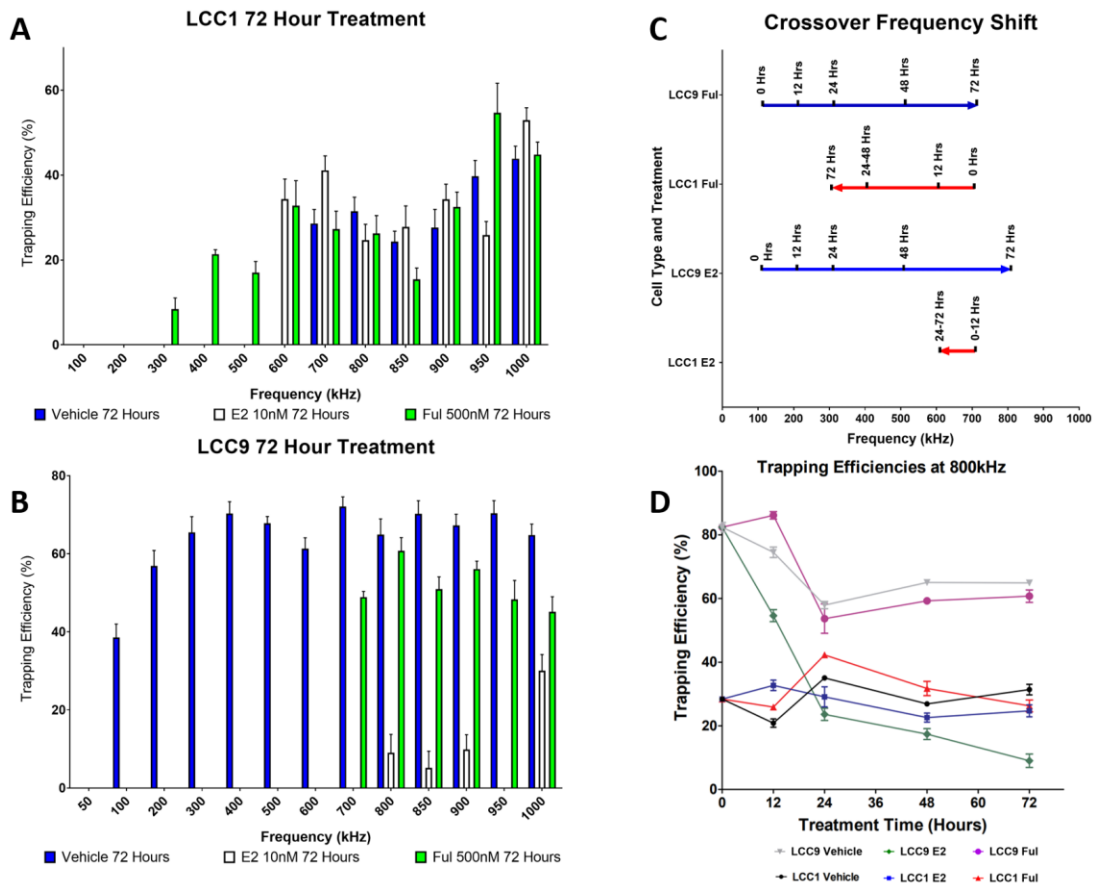 A
LCC1 72 Hour Treatment
Trapping Efficiency (%)
60
40
20
0
100 200 300 400 500 600 700 800 850 900 950 1000
Frequency (kHz)
Vehicle 72 Hours E2 10nM 72 Hours Ful 500nM 72 Hours
B
LCC9 72 Hour Treatment
Trapping Efficiency (%)
80
60
40
20
0
50 100 200 300 400 500 600 700 800 850 900 950 1000
Frequency (kHz)
Vehicle 72 Hours E2 10nM 72 Hours Ful 500nM 72 Hours
C
Crossover Frequency Shift
Cell Type and Treatment
LCC9 Ful
0 Hrs 12 Hrs 24 Hrs 48 Hrs 72 Hrs
LCC1 Ful
72 Hrs 24-48 Hrs 12 Hrs 0 Hrs
LCC9 E2
0 Hrs 12 Hrs 24 Hrs 48 Hrs 72 Hrs
LCC1 E2
24-72 Hrs 0-12 Hrs
0 100 200 300 400 500 600 700 800 900 1000
Frequency (kHz)
D
Trapping Efficiencies at 800kHz
Trapping Efficiency (%)
100
80
60
40
20
0
0 12 24 36 48 60 72
Treatment Time (Hours)
LCC9 Vehicle LCC9 E2 LCC9 Ful
LCC1 Vehicle LCC1 E2 LCC1 Ful